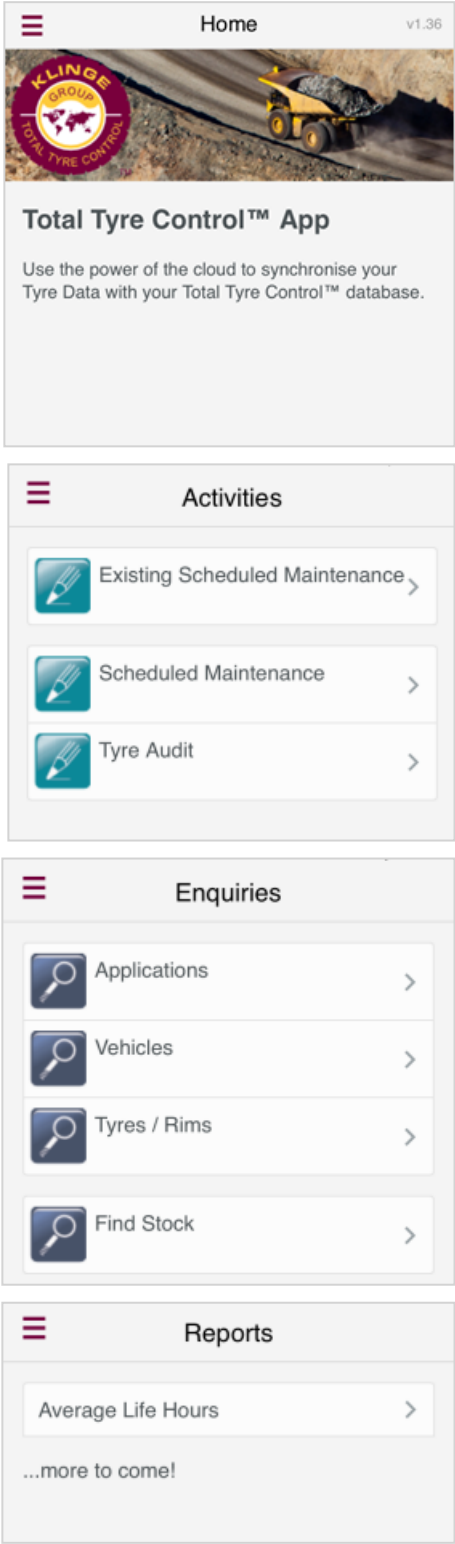 Home
v1.36
KLINGE
GROUP
TOTAL TYRE CONTROL
Total Tyre Control™ App
Use the power of the cloud to synchronise your
Tyre Data with your Total Tyre Control™ database.
Activities
Existing Scheduled Maintenance
Scheduled Maintenance
Tyre Audit
Enquiries
Applications
Vehicles
Tyres / Rims
Find Stock
Reports
Average Life Hours
...more to come!